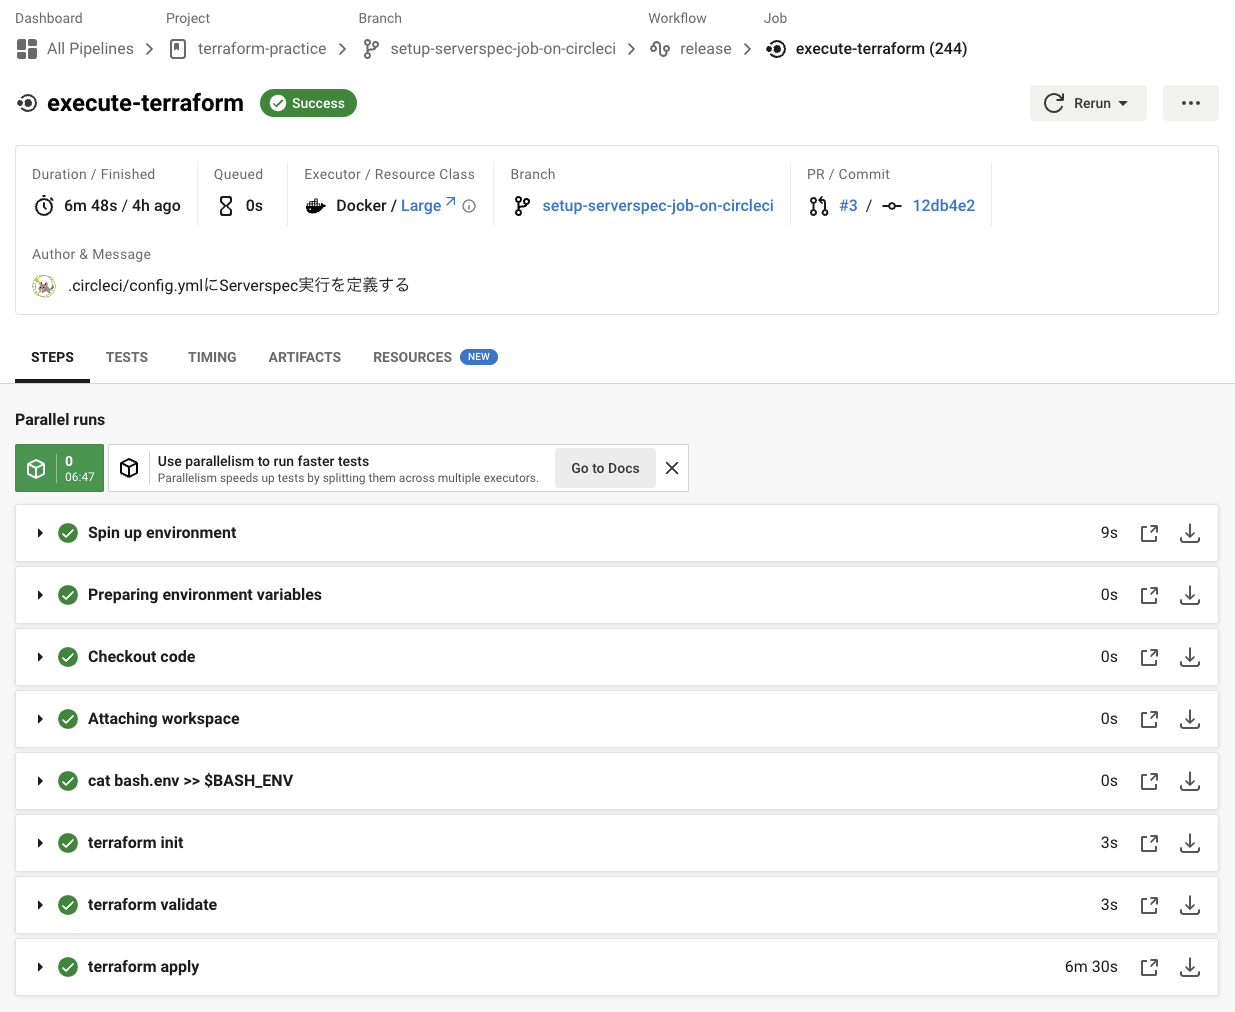 Dashboard Project Branch Workflow Job
All Pipelines terraform-practice setup-serverspec-job-on-circleci release execute-terraform (244)
execute-terraform Success Rerun
Duration / Finished Queued Executor / Resource Class Branch PR / Commit
6m 48s / 4h ago 0s Docker / Large setup-serverspec-job-on-circleci #3 / 12db4e2
Author & Message
.circleci/config.ymlにServerspec実行を定義する
STEPS TESTS TIMING ARTIFACTS RESOURCES NEW
Parallel runs
0
06:47
Use parallelism to run faster tests
Parallelism speeds up tests by splitting them across multiple executors.
Go to Docs
Spin up environment 9s
Preparing environment variables 0s
Checkout code 0s
Attaching workspace 0s
cat bash.env >> $BASH_ENV 0s
terraform init 3s
terraform validate 3s
terraform apply 6m 30s